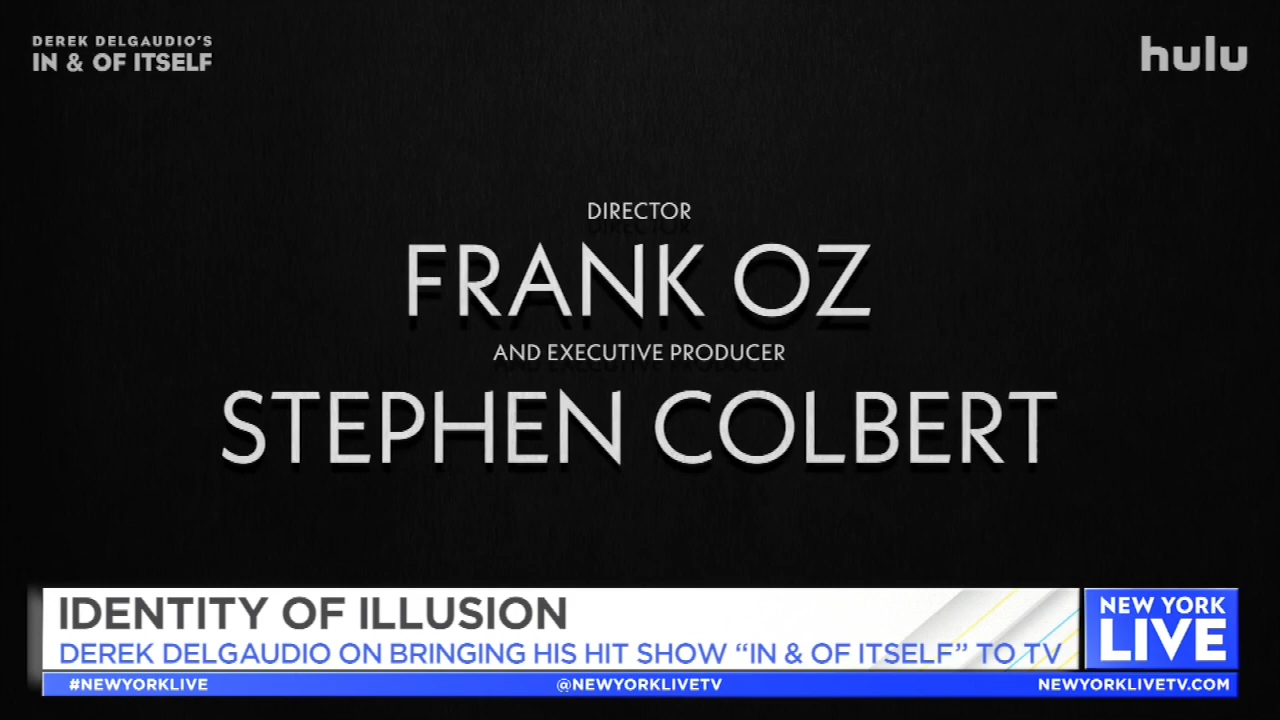 DEREK DELGAUDIO'S
IN & OF ITSELF
hulu
DIRECTOR
FRANK OZ
AND EXECUTIVE PRODUCER
STEPHEN COLBERT
IDENTITY OF ILLUSION
DEREK DELGAUDIO ON BRINGING HIS HIT SHOW “IN & OF ITSELF” TO TV
NEW YORK
LIVE
#NEWYORKLIVE
@NEWYORKLIVETV
NEWYORKLIVETV.COM